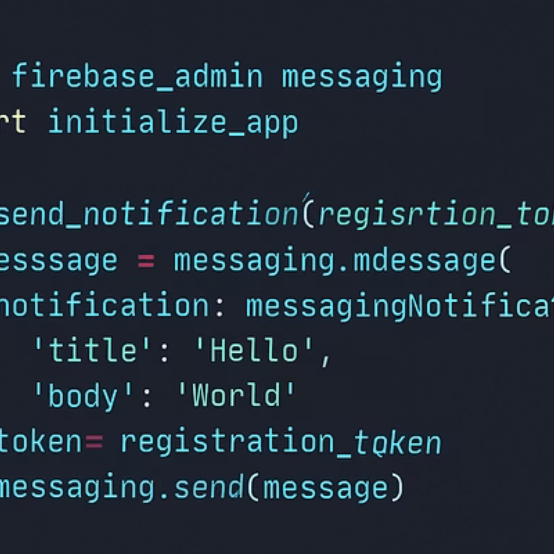 firebase_admin messaging
rt initialize_app
send_notification(regisrtion_to
esssage = messaging.mdessage(
notification: messagingNotifica
'title': 'Hello',
'body': 'World'
token= registration_token
messaging.send(message)